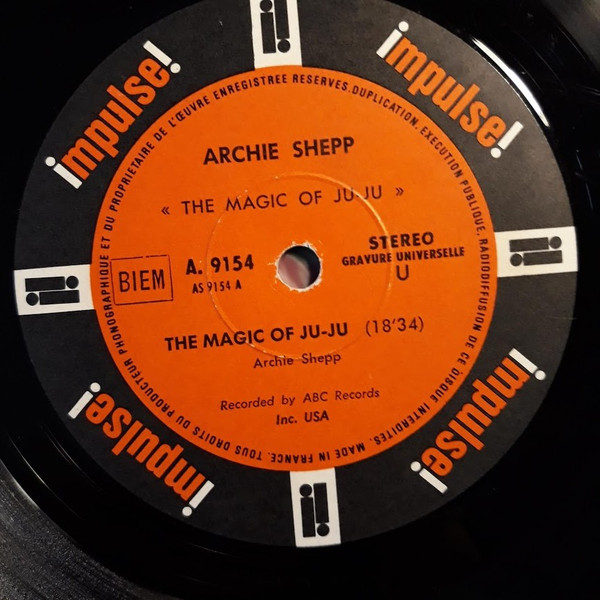 impulse!
impulse!
ARCHIE SHEPP
« THE MAGIC OF JU-JU »
BIEM
A. 9154
AS 9154 A
STEREO
GRAVURE UNIVERSELLE
U
THE MAGIC OF JU-JU (18'34)
Archie Shepp
Recorded by ABC Records
Inc. USA
impulse!
impulse!
TOUS DROITS DU PRODUCTEUR PHONOGRAPHIQUE ET DU PROPRIETAIRE DE L'ŒUVRE ENREGISTREE RESERVES. DUPLICATION, EXECUTION PUBLIQUE, RADIODIFFUSION DE CE DISQUE INTERDITES. MADE IN FRANCE.